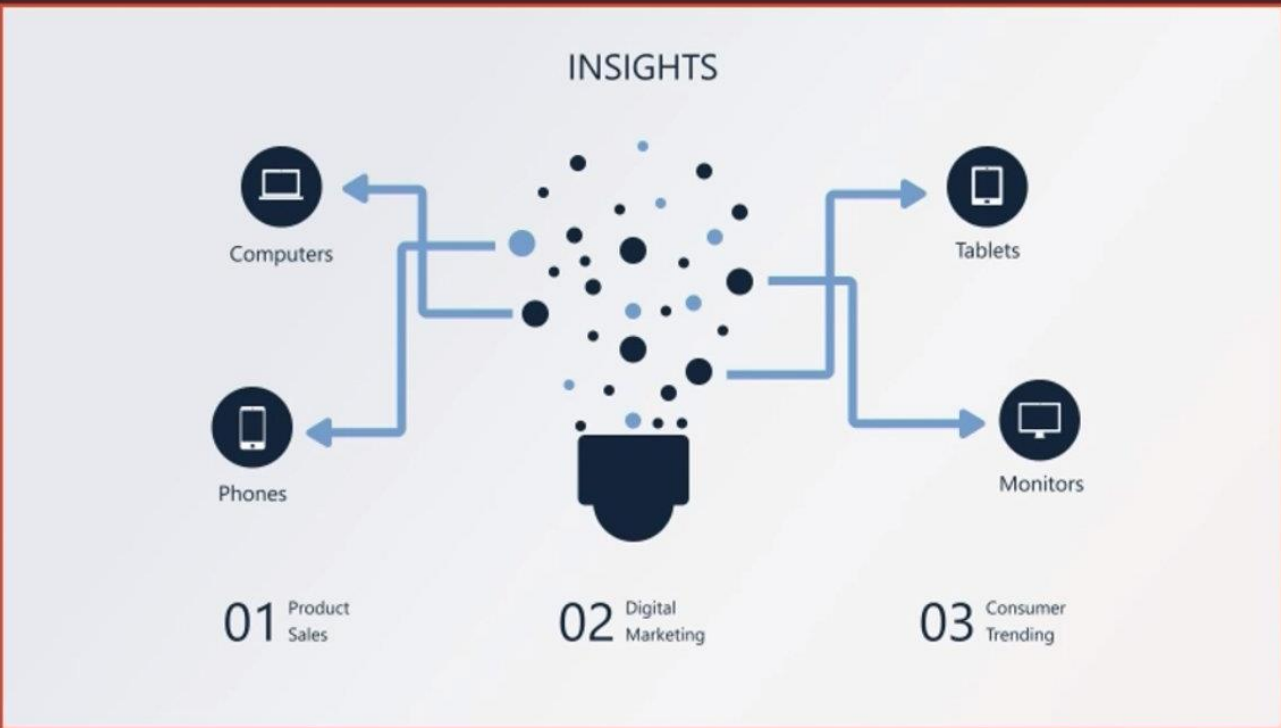 INSIGHTS
Computers
Tablets
Phones
Monitors
01 Product
Sales
02 Digital
Marketing
03 Consumer
Trending